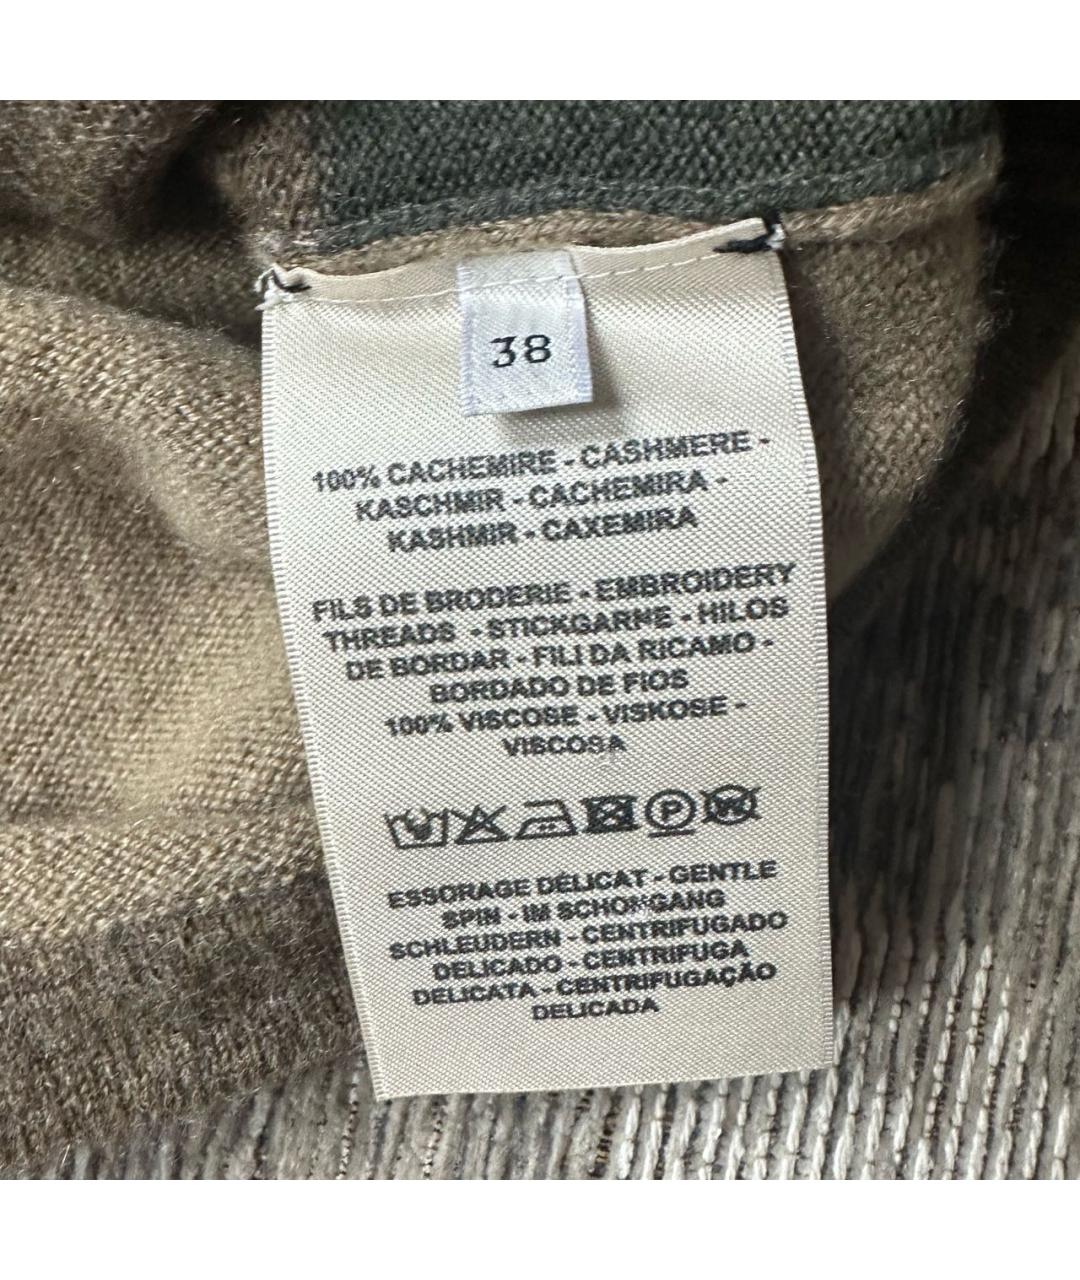 38
100% CACHEMIRE - CASHMERE -
KASCHMIR - CACHEMIRA -
KASHMIR - CAXEMIRA
FILS DE BRODERIE - EMBROIDERY
THREADS - STICKGARNE - HILOS
DE BORDAR - FILI DA RICAMO -
BORDADO DE FIOS
100% VISCOSE - VISKOSE -
VISCOSA
P W
ESSORAGE DÉLICAT - GENTLE
SPIN - IM SCHONGANG
SCHLEUDERN - CENTRIFUGADO
DELICADO - CENTRIFUGA
DELICATA - CENTRIFUGAÇÃO
DELICADA